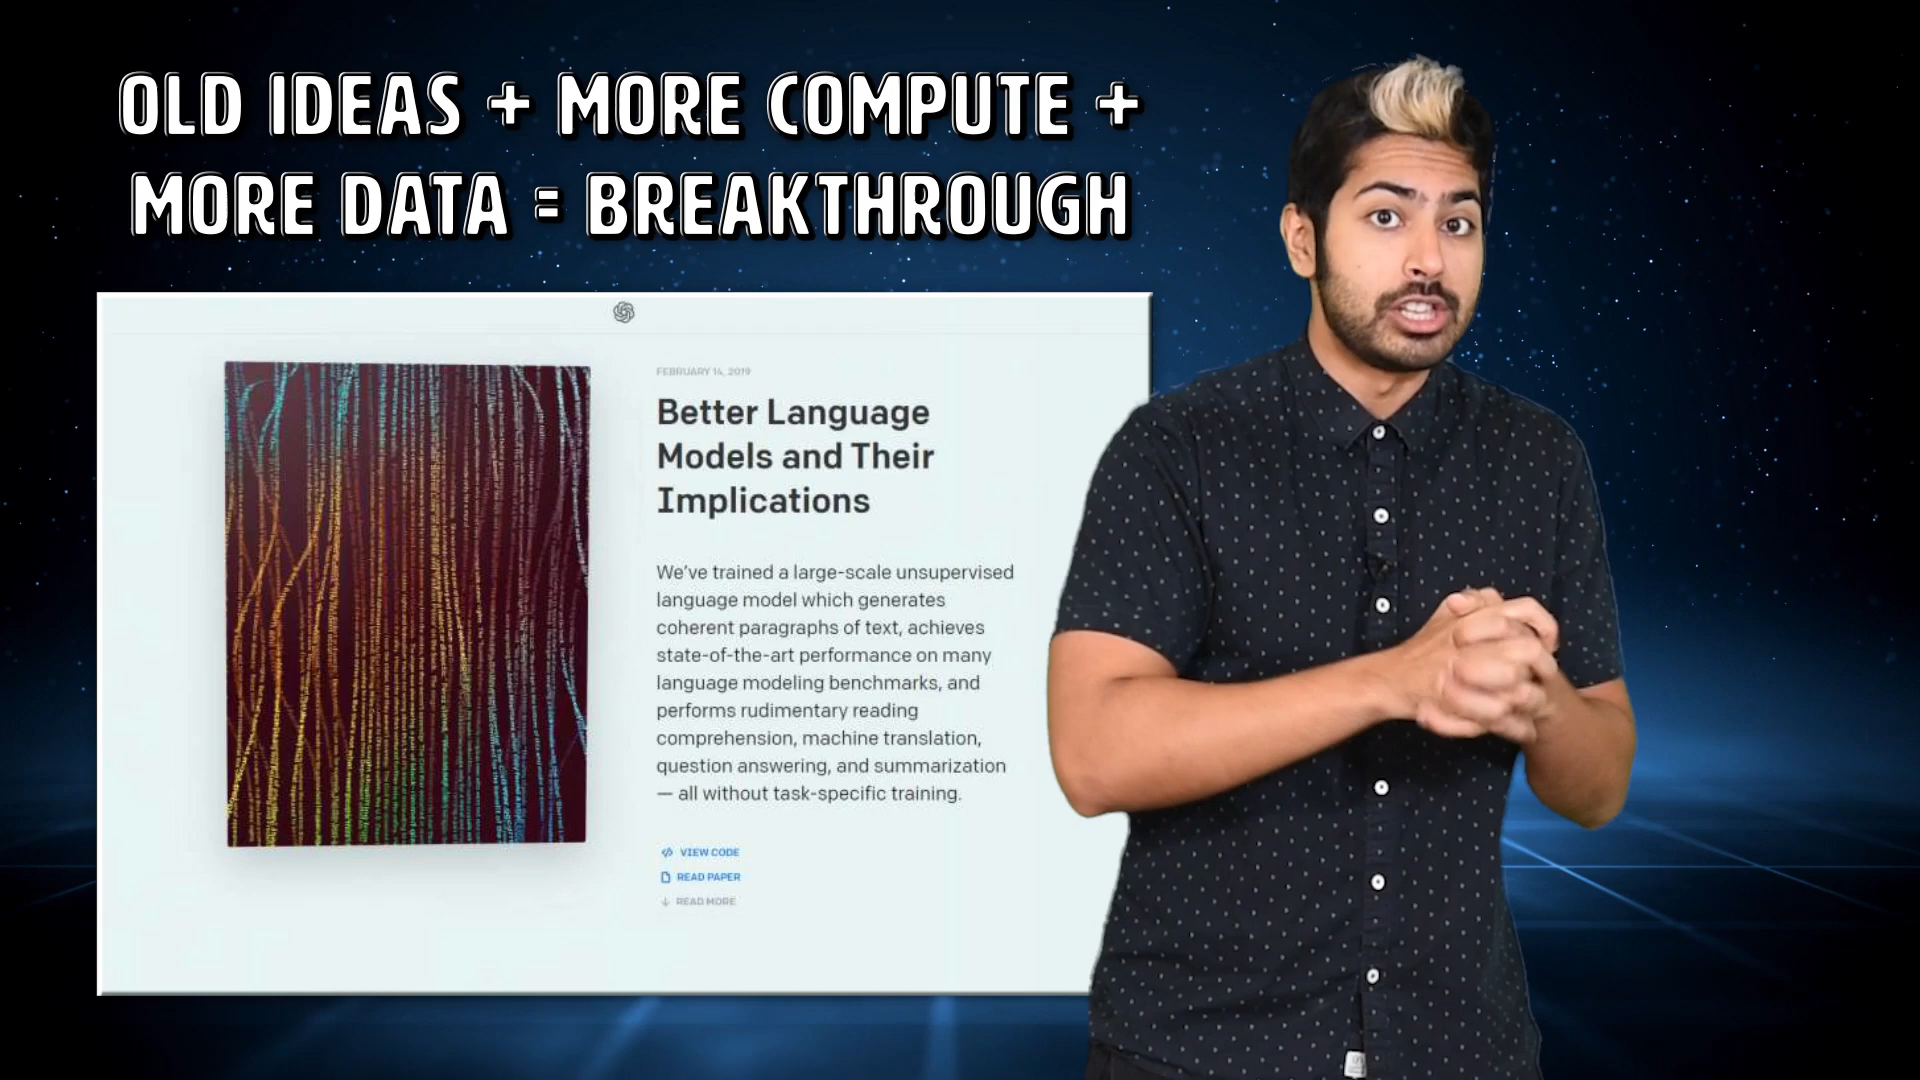 OLD IDEAS + MORE COMPUTE +
MORE DATA = BREAKTHROUGH
FEBRUARY 14, 2019
Better Language
Models and Their
Implications
We've trained a large-scale unsupervised
language model which generates
coherent paragraphs of text, achieves
state-of-the-art performance on many
language modeling benchmarks, and
performs rudimentary reading
comprehension, machine translation,
question answering, and summarization
— all without task-specific training.
VIEW CODE
READ PAPER
READ MORE